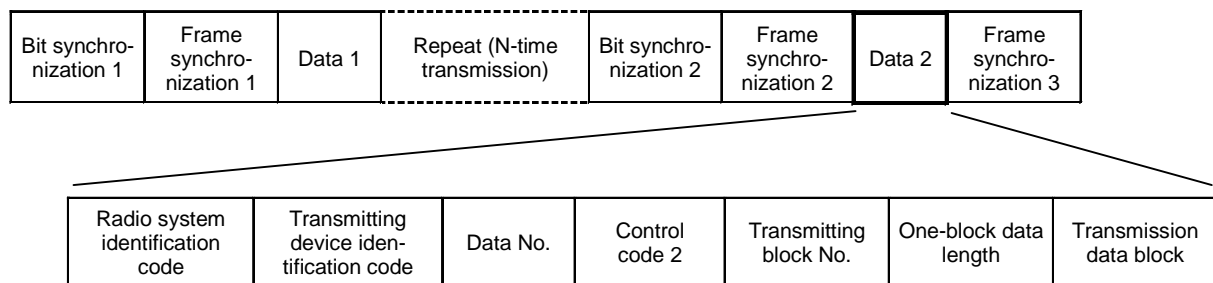 Bit synchro-
nization 1
Frame
synchro-
nization 1
Data 1
Repeat (N-time
transmission)
Bit synchro-
nization 2
Frame
synchro-
nization 2
Data 2
Frame
synchro-
nization 3
Radio system
identification
code
Transmitting
device iden-
tification code
Data No.
Control
code 2
Transmitting
block No.
One-block data
length
Transmission
data block